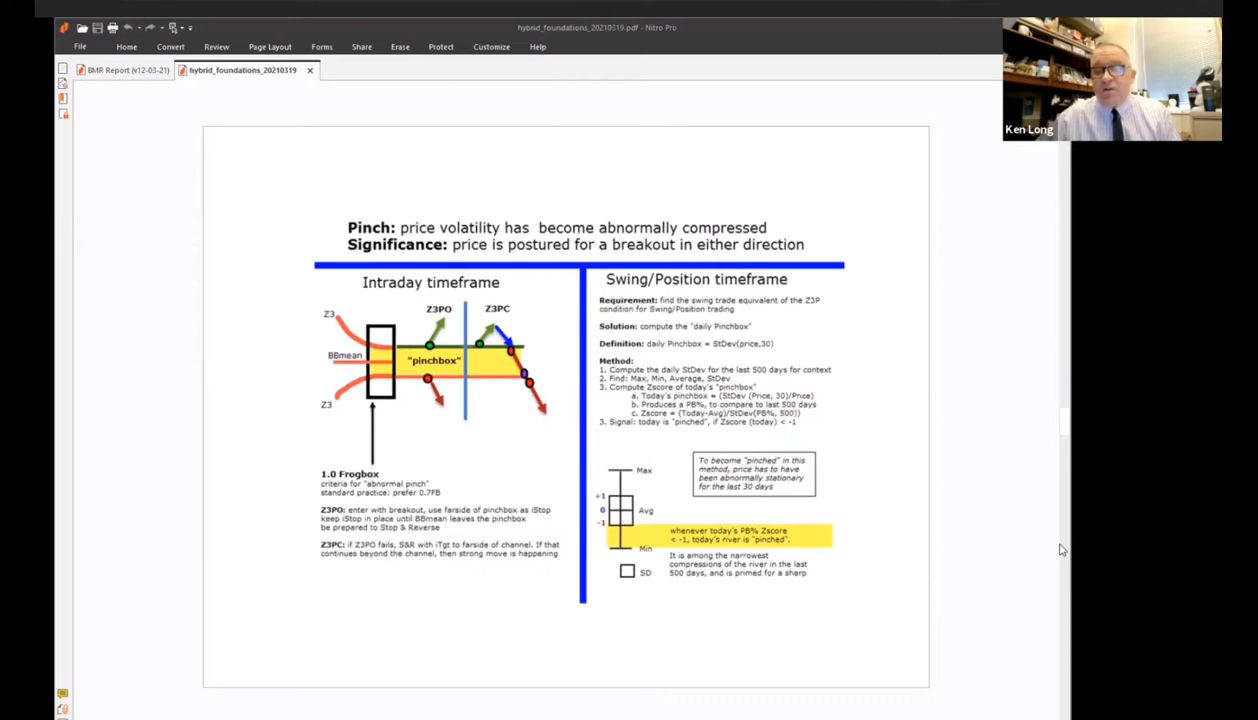 hybrid_foundations_20210319.pdf - Nitro Pro
File Home Convert Review Page Layout Forms Share Erase Protect Customize Help
BMR Report (v12-03-21) hybrid_foundations_20210319
Ken Long
Pinch: price volatility has become abnormally compressed
Significance: price is postured for a breakout in either direction
Intraday timeframe
Z3
Z3PO
Z3PC
BBmean
"pinchbox"
Z3
1.0 Frogbox
criteria for "abnormal pinch"
standard practice: prefer 0.7FB
Z3PO: enter with breakout, use farside of pinchbox as iStop
keep iStop in place until BBmean leaves the pinchbox
be prepared to Stop & Reverse
Z3PC: if Z3PO fails, S&R with iTgt to farside of channel. If that
continues beyond the channel, then strong move is happening
Swing/Position timeframe
Requirement: find the swing trade equivalent of the Z3P
condition for Swing/Position trading
Solution: compute the "daily Pinchbox"
Definition: daily Pinchbox = StDev(price,30)
Method:
1. Compute the daily StDev for the last 500 days for context
2. Find: Max, Min, Average, StDev
3. Compute Zscore of today's "pinchbox"
a. Today's pinchbox = (StDev (Price, 30)/Price)
b. Produces a PB%, to compare to last 500 days
c. Zscore = (Today-Avg)/StDev(PB%, 500))
3. Signal: today is "pinched", if Zscore (today) < -1
To become "pinched" in this
method, price has to have
been abnormally stationary
for the last 30 days
Max
+1
0 Avg
-1
Min
SD
whenever today's PB% Zscore
< -1, today's river is "pinched".
It is among the narrowest
compressions of the river in the last
500 days, and is primed for a sharp